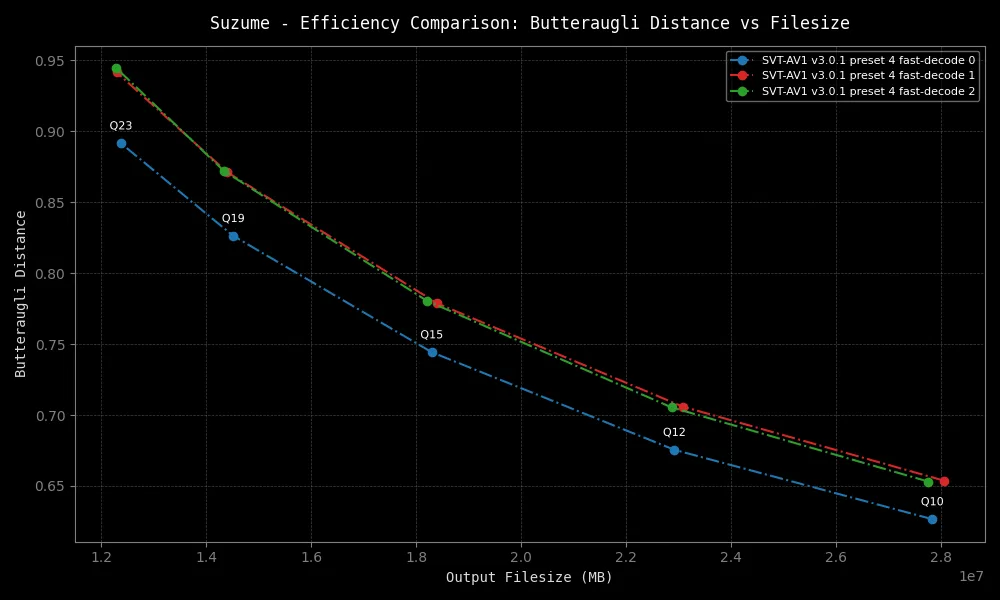 Suzume - Efficiency Comparison: Butteraugli Distance vs Filesize
SVT-AV1 v3.0.1 preset 4 fast-decode 0
SVT-AV1 v3.0.1 preset 4 fast-decode 1
SVT-AV1 v3.0.1 preset 4 fast-decode 2
Butteraugli Distance
0.95
0.90
0.85
0.80
0.75
0.70
0.65
Q23
Q19
Q15
Q12
Q10
1.2
1.4
1.6
1.8
2.0
2.2
2.4
2.6
2.8
1e7
Output Filesize (MB)